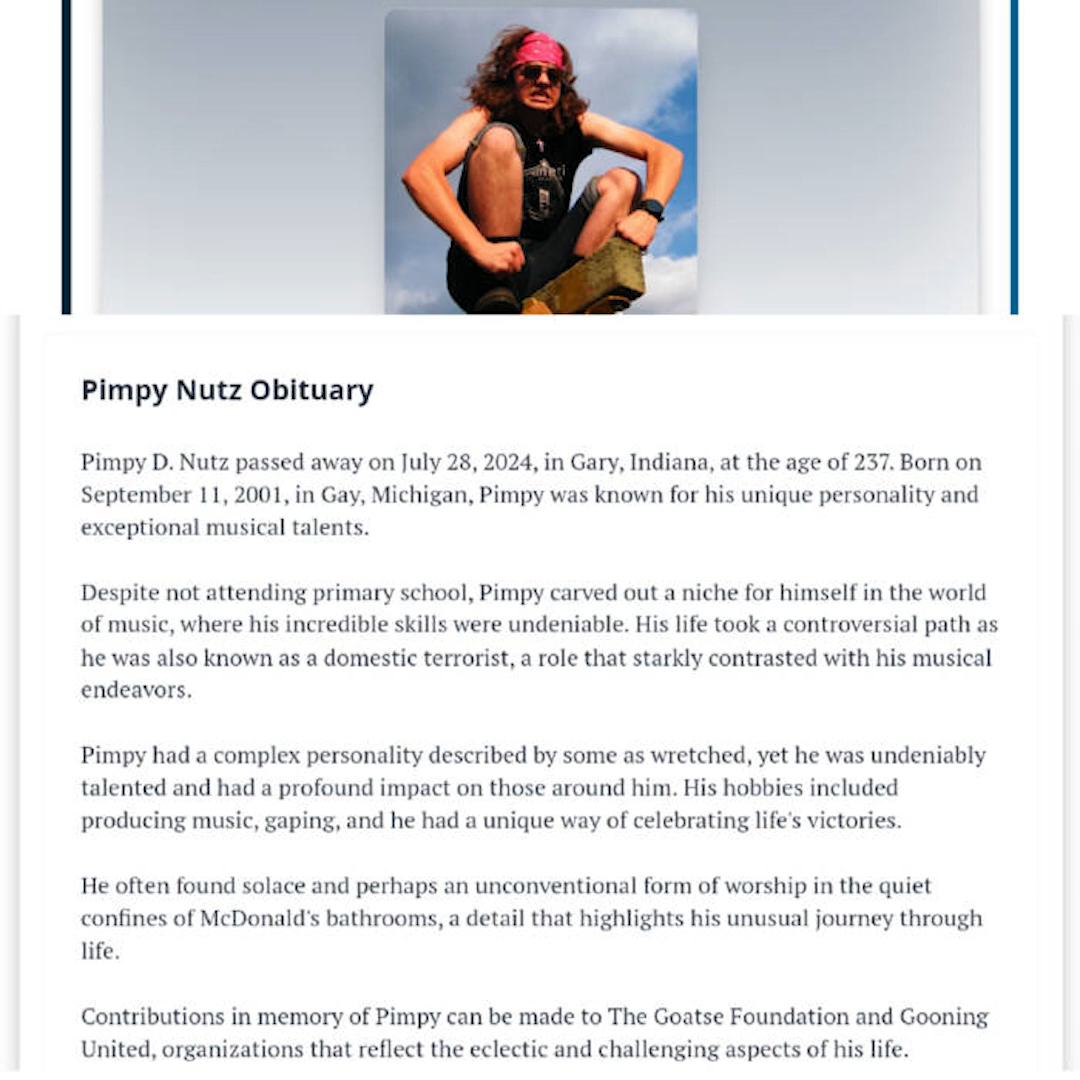 Pimpy Nutz Obituary
Pimpy D. Nutz passed away on July 28, 2024, in Gary, Indiana, at the age of 237. Born on
September 11, 2001, in Gay, Michigan, Pimpy was known for his unique personality and
exceptional musical talents.
Despite not attending primary school, Pimpy carved out a niche for himself in the world
of music, where his incredible skills were undeniable. His life took a controversial path as
he was also known as a domestic terrorist, a role that starkly contrasted with his musical
endeavors.
Pimpy had a complex personality described by some as wretched, yet he was undeniably
talented and had a profound impact on those around him. His hobbies included
producing music, gaping, and he had a unique way of celebrating life's victories.
He often found solace and perhaps an unconventional form of worship in the quiet
confines of McDonald's bathrooms, a detail that highlights his unusual journey through
life.
Contributions in memory of Pimpy can be made to The Goatse Foundation and Gooning
United, organizations that reflect the eclectic and challenging aspects of his life.